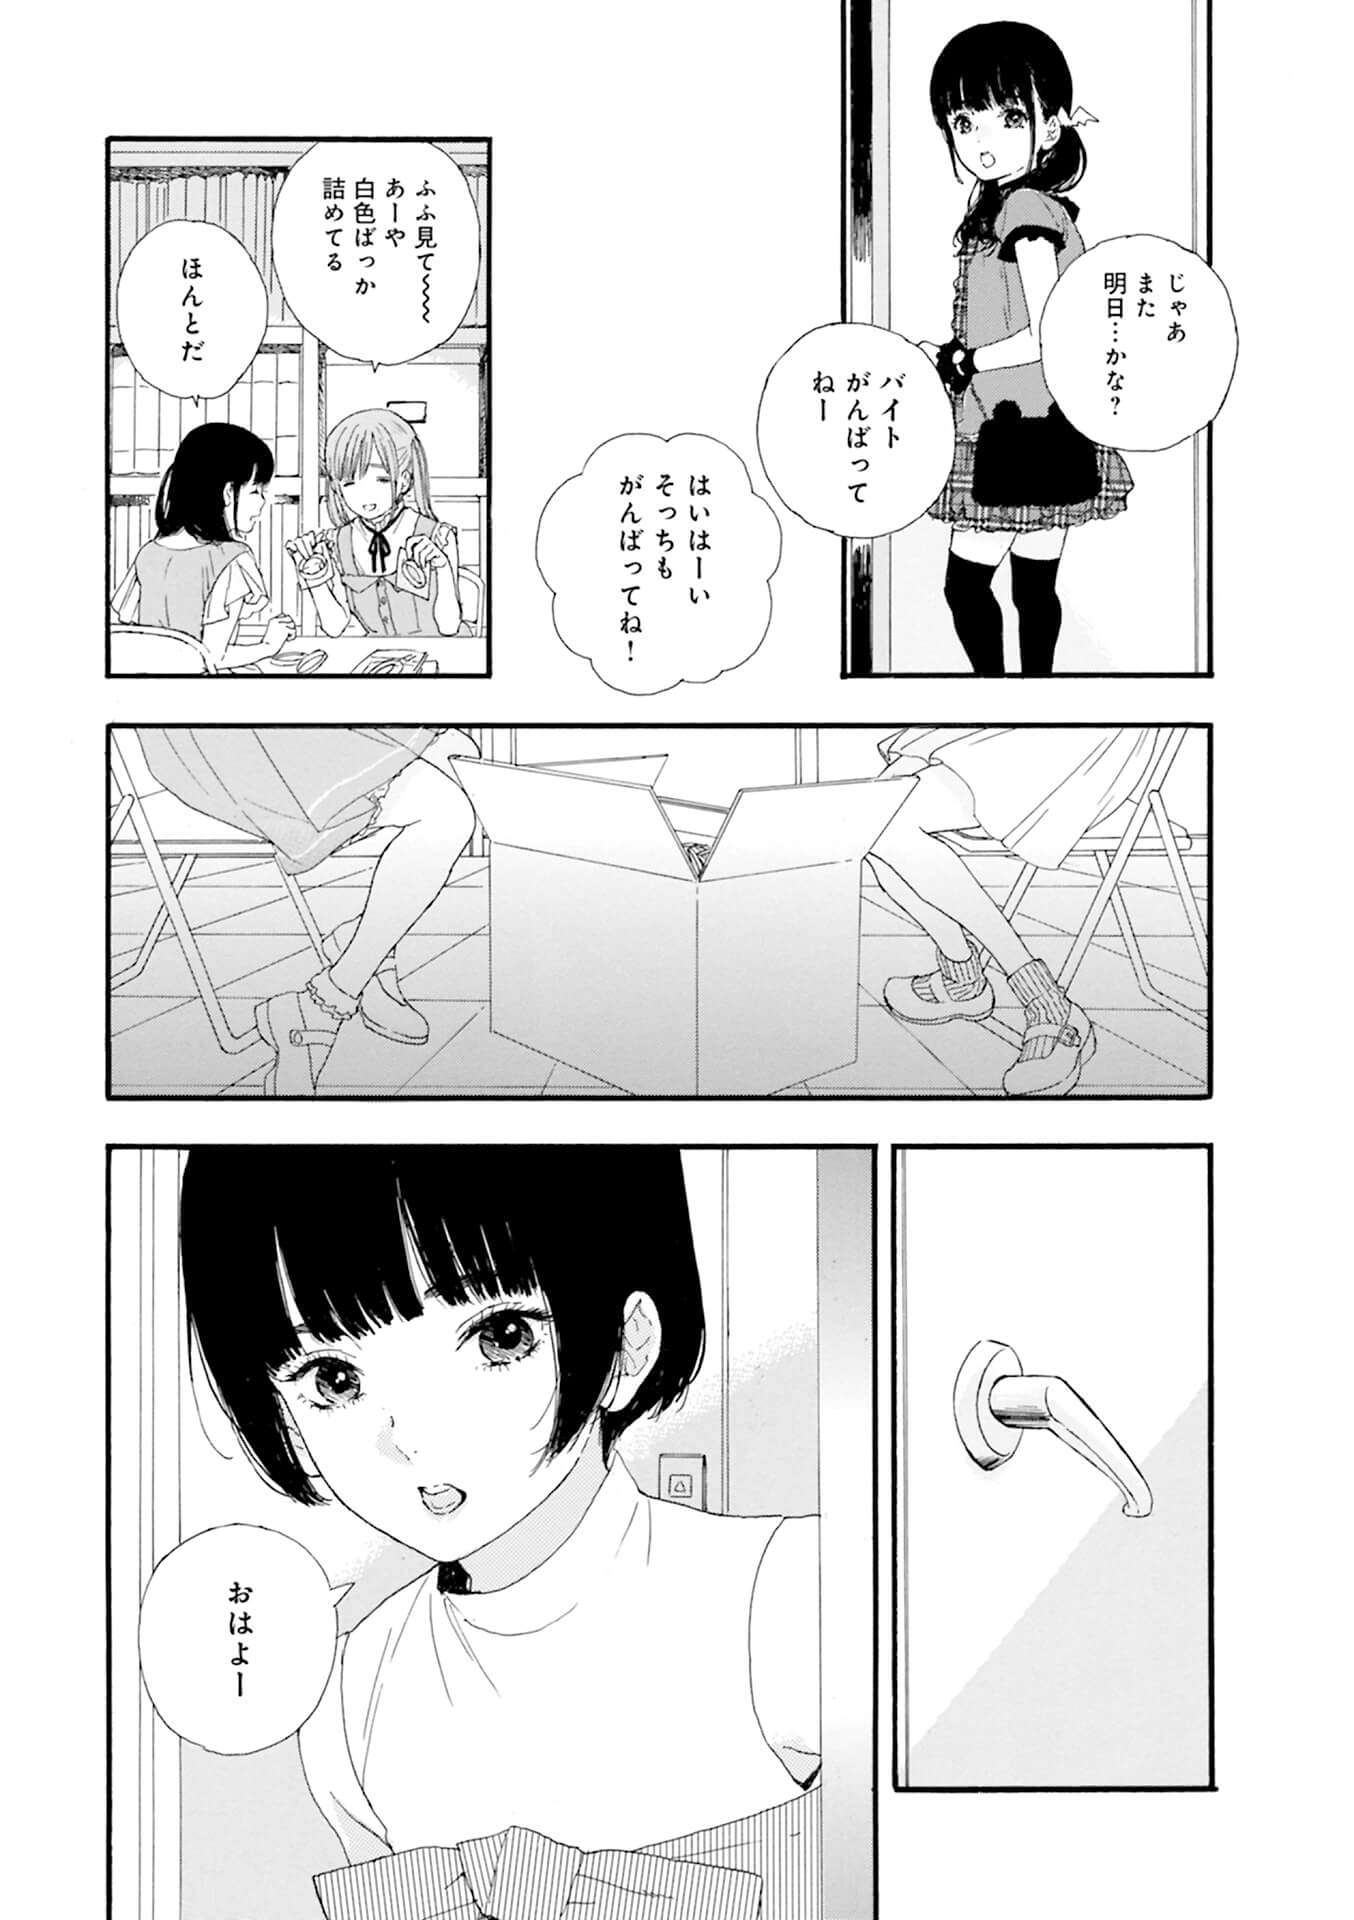 じゃあ
また
明日…かな？
バイト
がんばって
ねー
はいはーい
そっちも
がんばってね！
ふふ見て〜〜〜
あーや
白色ばっか
詰めてる
ほんとだ
おはよー